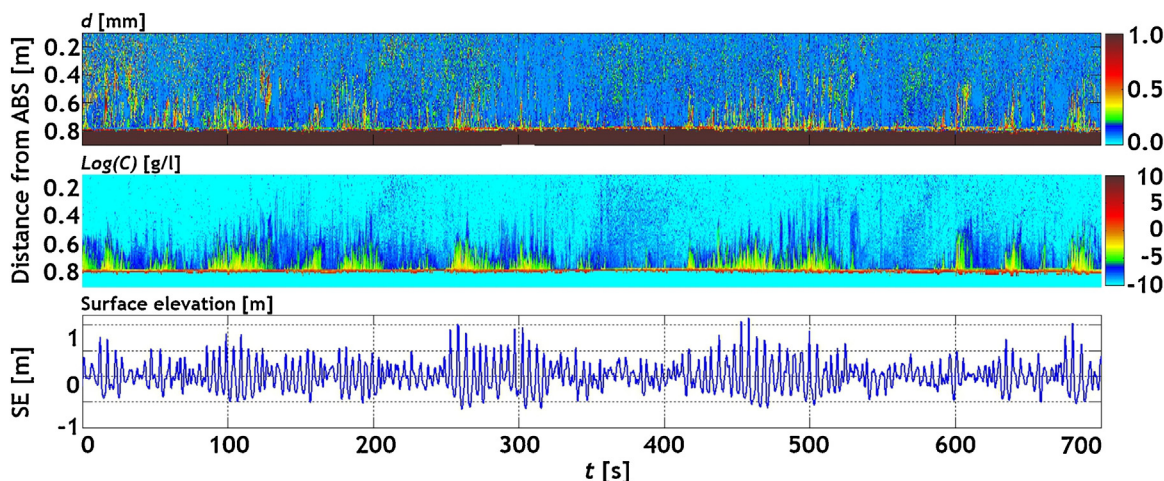 d [mm]
0.2
0.4
0.6
0.8
1.0
0.5
0.0
Distance from ABS [m]
Log(C) [g/l]
0.2
0.4
0.6
0.8
10
5
0
-5
-10
Surface elevation [m]
SE [m]
1
0
-1
0 100 200 300 400 500 600 700
t [s]